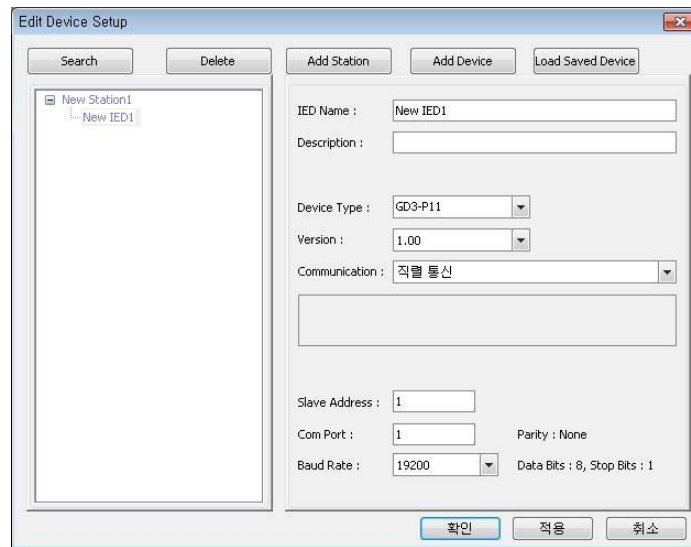 Edit Device Setup
Search Delete Add Station Add Device Load Saved Device
New Station1
New IED1
IED Name : New IED1
Description :
Device Type : GD3-P11
Version : 1.00
Communication : 직렬 통신
Slave Address : 1
Com Port : 1 Parity : None
Baud Rate : 19200 Data Bits : 8, Stop Bits : 1
확인 적용 취소